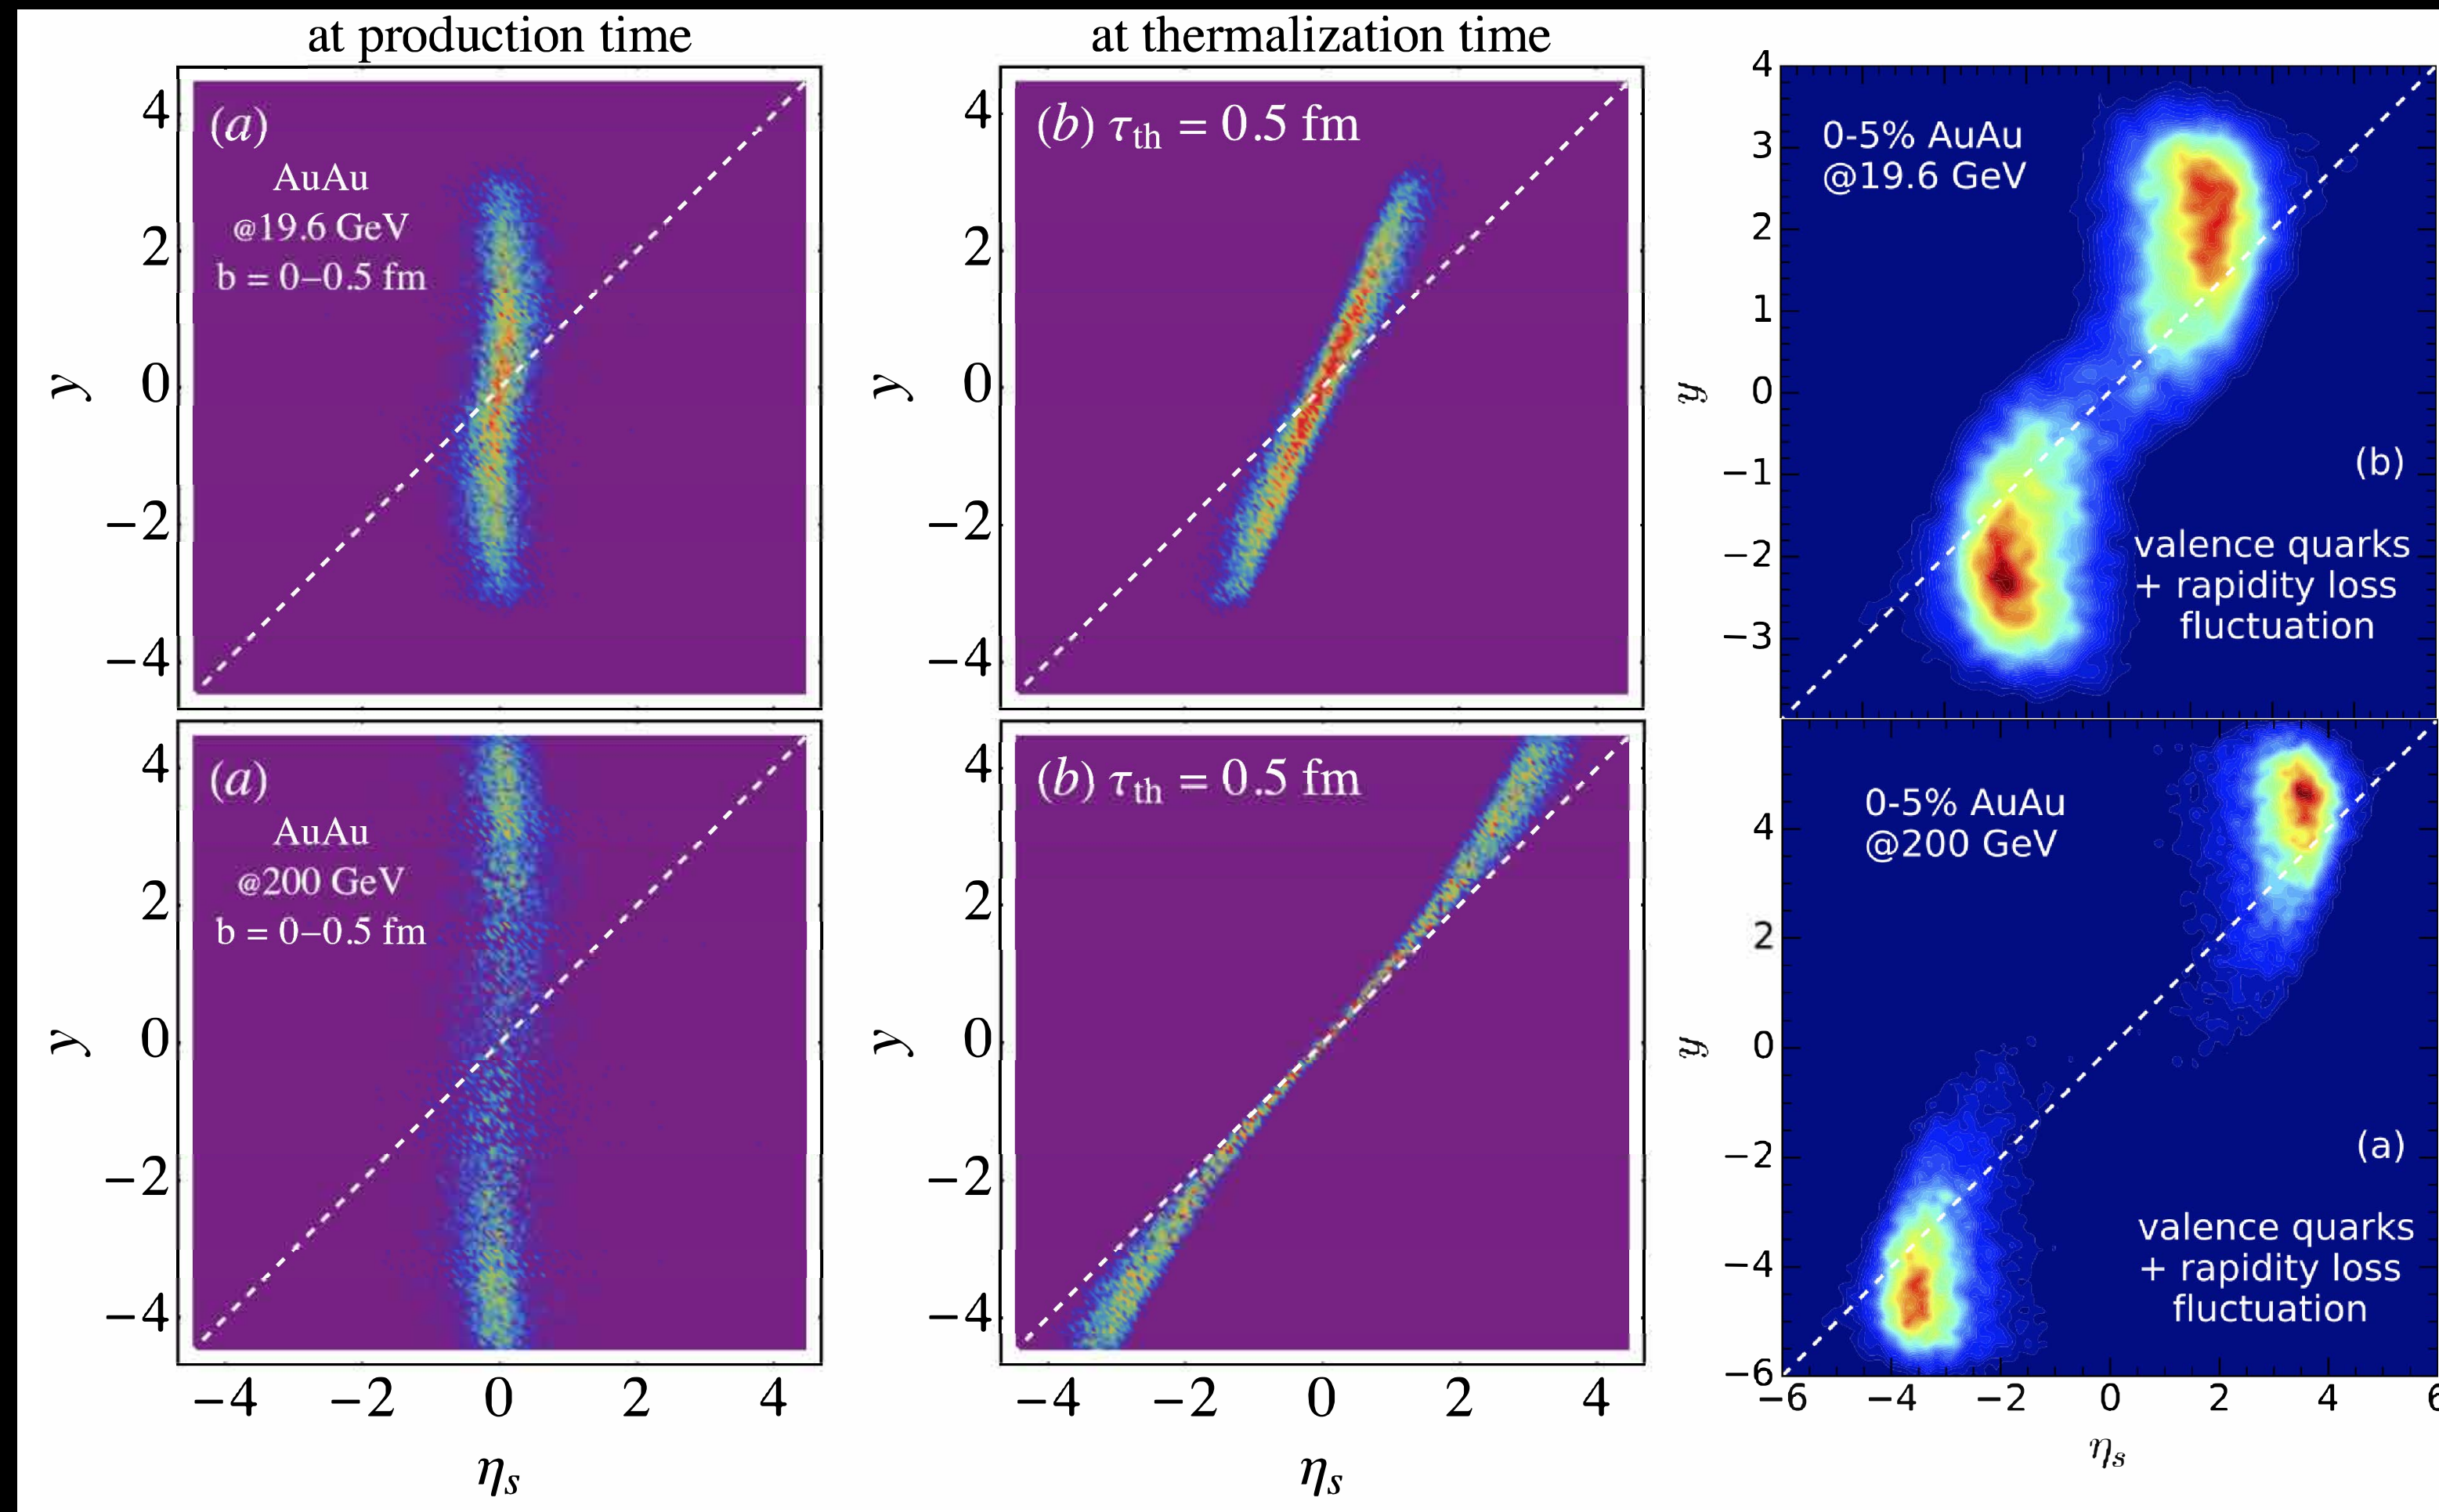 at production time
at thermalization time
(a)
AuAu
@19.6 GeV
b = 0–0.5 fm
4
2
0
−2
−4
y
(b) τth = 0.5 fm
4
2
0
−2
−4
y
0-5% AuAu
@19.6 GeV
4
3
2
1
0
−1
−2
−3
y
(b)
valence quarks
+ rapidity loss
fluctuation
(a)
AuAu
@200 GeV
b = 0–0.5 fm
4
2
0
−2
−4
y
−4 −2 0 2 4
ηs
(b) τth = 0.5 fm
4
2
0
−2
−4
y
−4 −2 0 2 4
ηs
0-5% AuAu
@200 GeV
4
2
0
−2
−4
−6
y
(a)
valence quarks
+ rapidity loss
fluctuation
−6 −4 −2 0 2 4 6
ηs